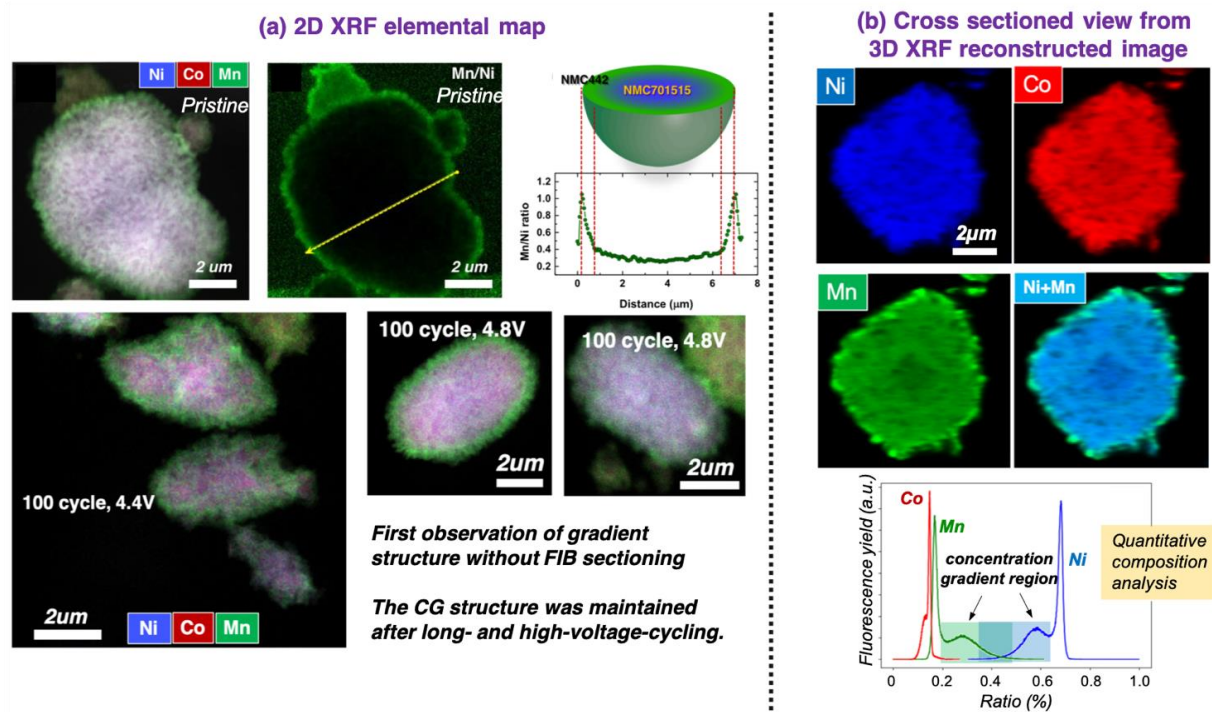 (a) 2D XRF elemental map
Ni Co Mn
Pristine
2 um
Mn/Ni
Pristine
2 um
NMC442
NMC701515
1.2
1.0
0.8
0.6
0.4
0.2
Mn/Ni ratio
0 2 4 6 8
Distance (μm)
100 cycle, 4.4V
2um
Ni Co Mn
100 cycle, 4.8V
2um
100 cycle, 4.8V
2um
First observation of gradient
structure without FIB sectioning
The CG structure was maintained
after long- and high-voltage-cycling.
(b) Cross sectioned view from
3D XRF reconstructed image
Ni
2μm
Co
Mn
Ni+Mn
Fluorescence yield (a.u.)
Co
Mn
concentration
gradient region
Ni
0 0.2 0.4 0.6 0.8 1.0
Ratio (%)
Quantitative
composition
analysis